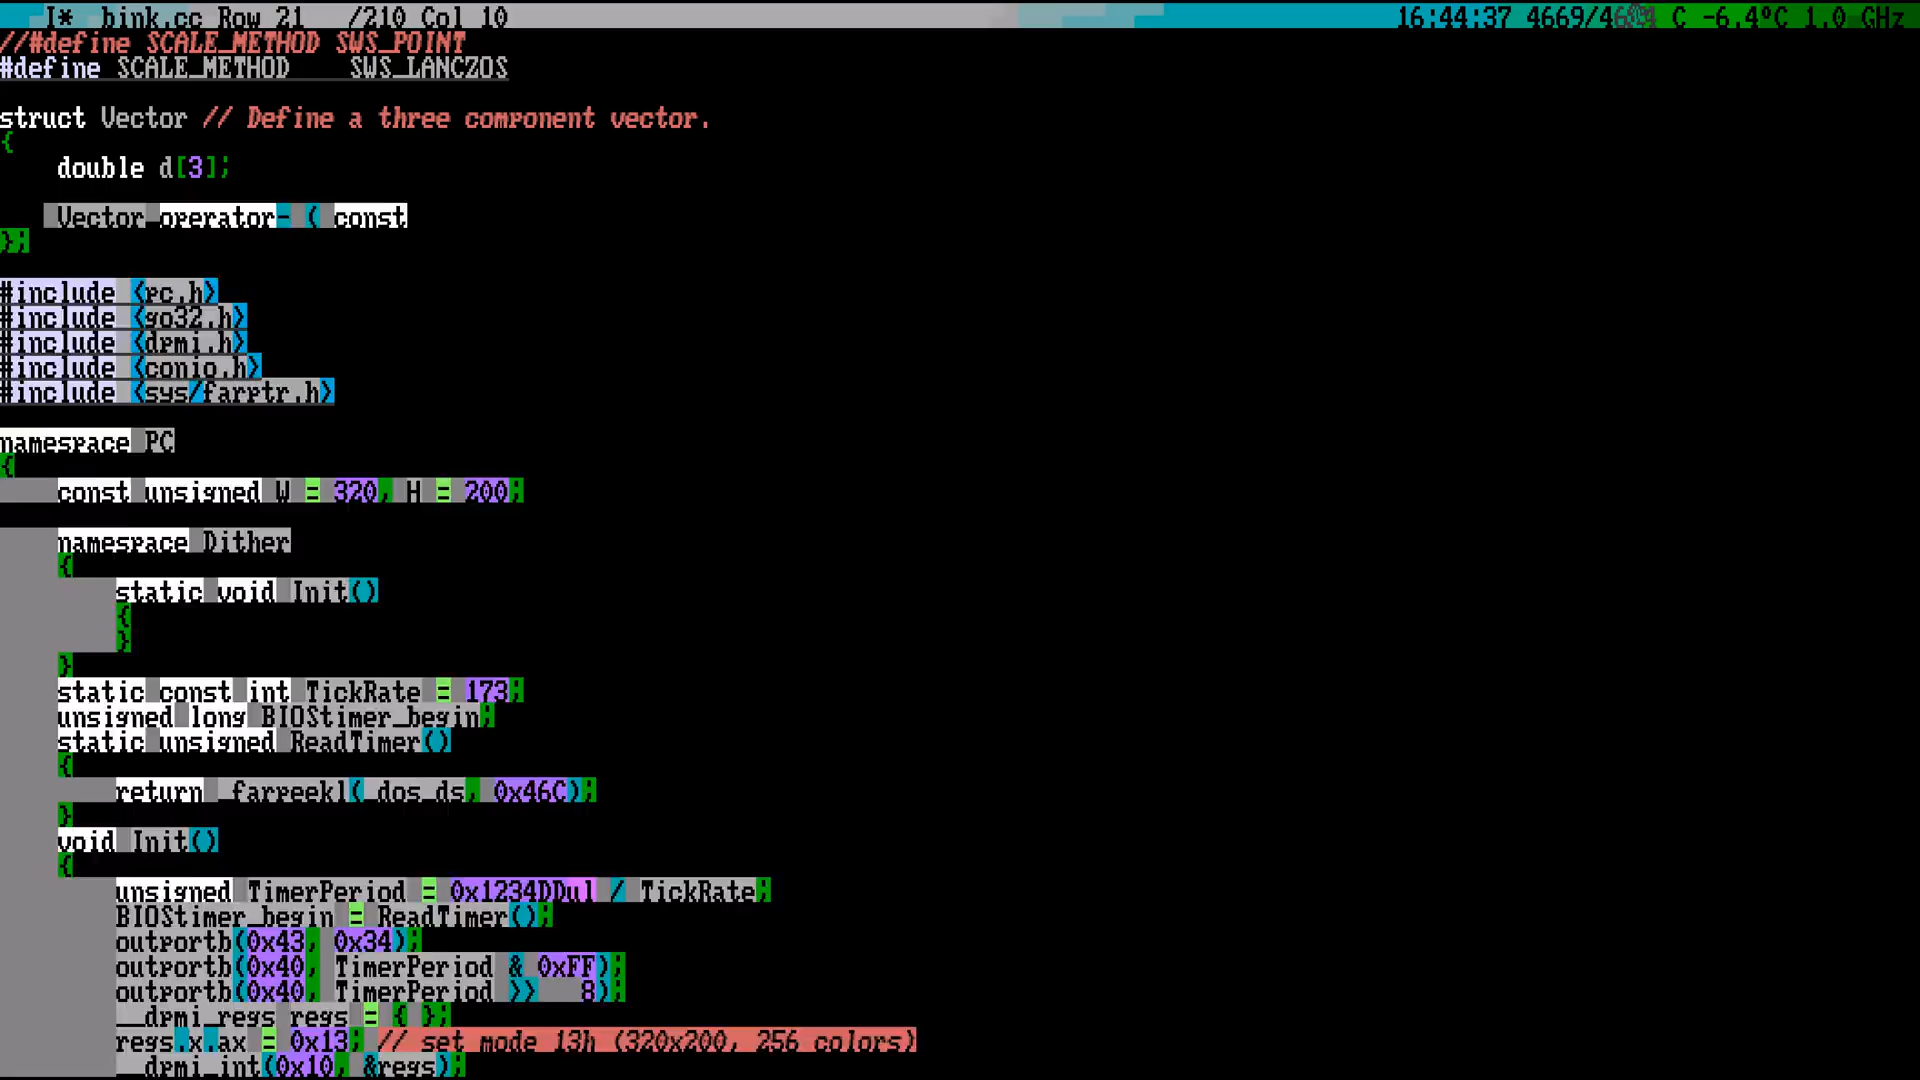 I* bink.cc Row 21 /210 Col 10 16:44:37 4669/4 C -6.4ºC 1.0 GHz
//#define SCALE_METHOD SWS_POINT
#define SCALE_METHOD SWS_LANCZOS
struct Vector // Define a three component vector.
{
double d[3];
Vector operator- ( const
};
#include <pc.h>
#include <go32.h>
#include <dpmi.h>
#include <conio.h>
#include <sys/farptr.h>
namespace PC
{
const unsigned W = 320, H = 200;
namespace Dither
{
static void Init()
{
}
}
static const int TickRate = 173;
unsigned long BIOStimer_begin;
static unsigned ReadTimer()
{
return _farpeekl(_dos_ds, 0x46C);
}
void Init()
{
unsigned TimerPeriod = 0x1234DDul / TickRate;
BIOStimer_begin = ReadTimer();
outportb(0x43, 0x34);
outportb(0x40, TimerPeriod & 0xFF);
outportb(0x40, TimerPeriod >> 8);
__dpmi_regs regs = { };
regs.x.ax = 0x13; // set mode 13h (320x200, 256 colors)
__dpmi_int(0x10, &regs);